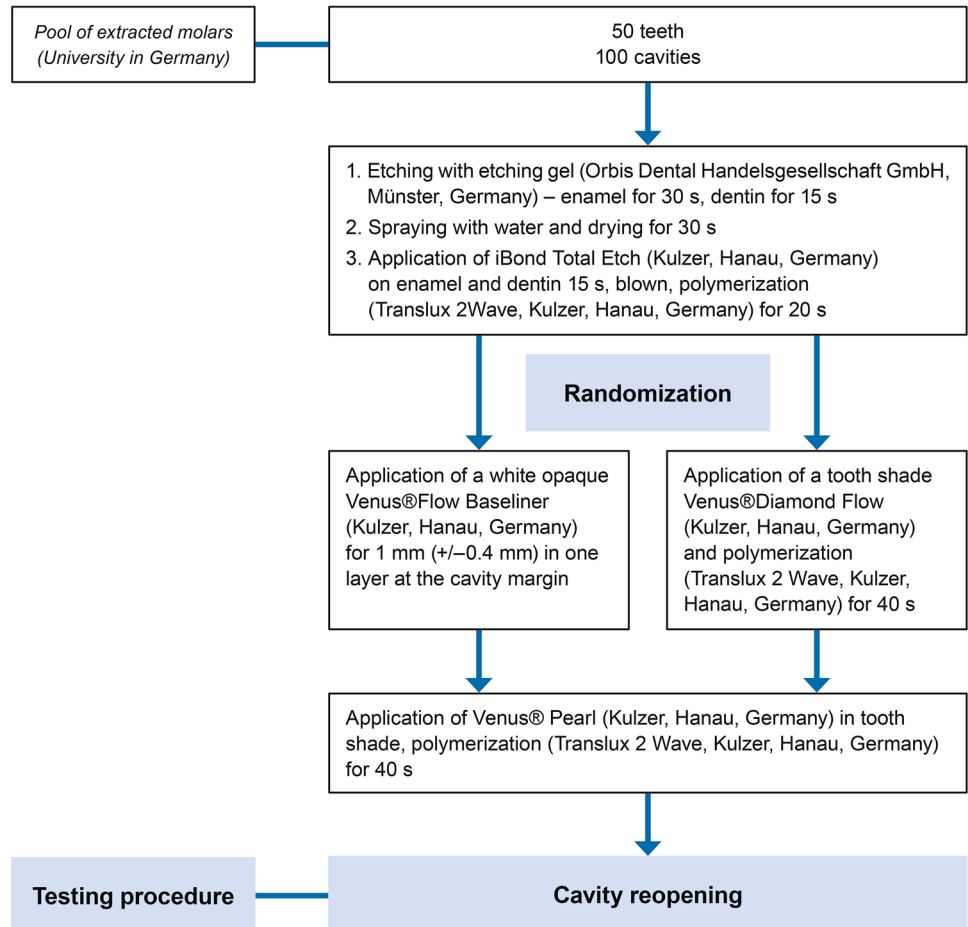 Pool of extracted molars
(University in Germany)
50 teeth
100 cavities
1. Etching with etching gel (Orbis Dental Handelsgesellschaft GmbH,
Münster, Germany) – enamel for 30 s, dentin for 15 s
2. Spraying with water and drying for 30 s
3. Application of iBond Total Etch (Kulzer, Hanau, Germany)
on enamel and dentin 15 s, blown, polymerization
(Translux 2Wave, Kulzer, Hanau, Germany) for 20 s
Randomization
Application of a white opaque
Venus®Flow Baseliner
(Kulzer, Hanau, Germany)
for 1 mm (+/–0.4 mm) in one
layer at the cavity margin
Application of a tooth shade
Venus®Diamond Flow
(Kulzer, Hanau, Germany)
and polymerization
(Translux 2 Wave, Kulzer,
Hanau, Germany) for 40 s
Application of Venus® Pearl (Kulzer, Hanau, Germany) in tooth
shade, polymerization (Translux 2 Wave, Kulzer, Hanau, Germany)
for 40 s
Testing procedure
Cavity reopening